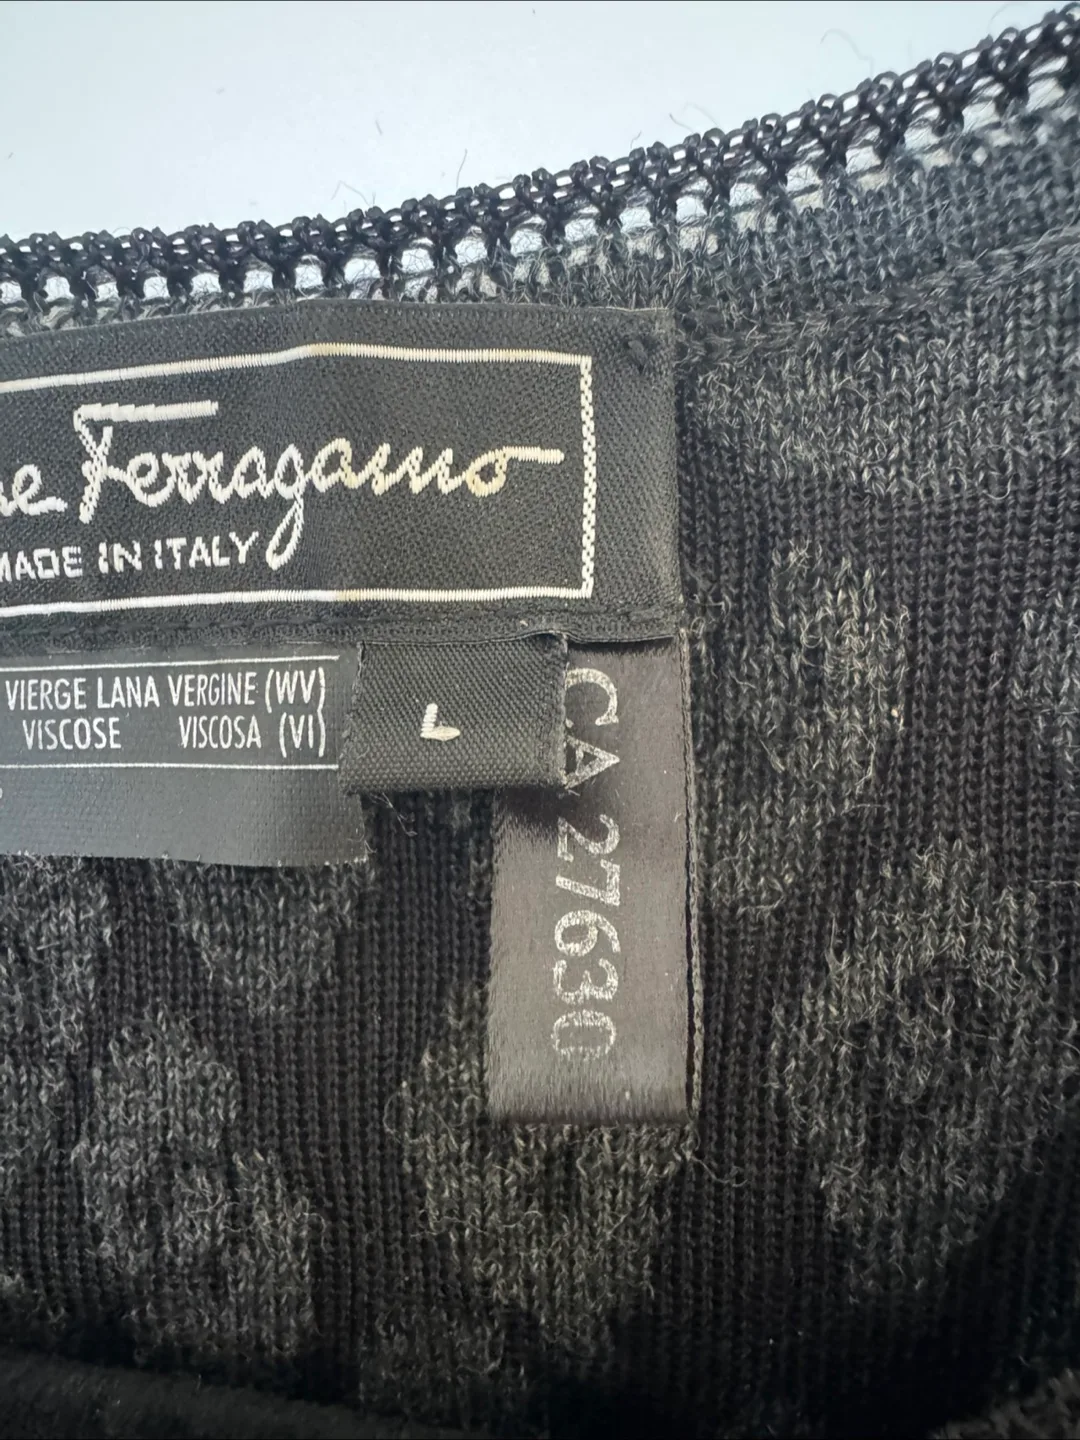 Ferragamo
MADE IN ITALY
VIERGE LANA VERGINE (WV)
VISCOSE VISCOSA (VI)
L
CA 27630